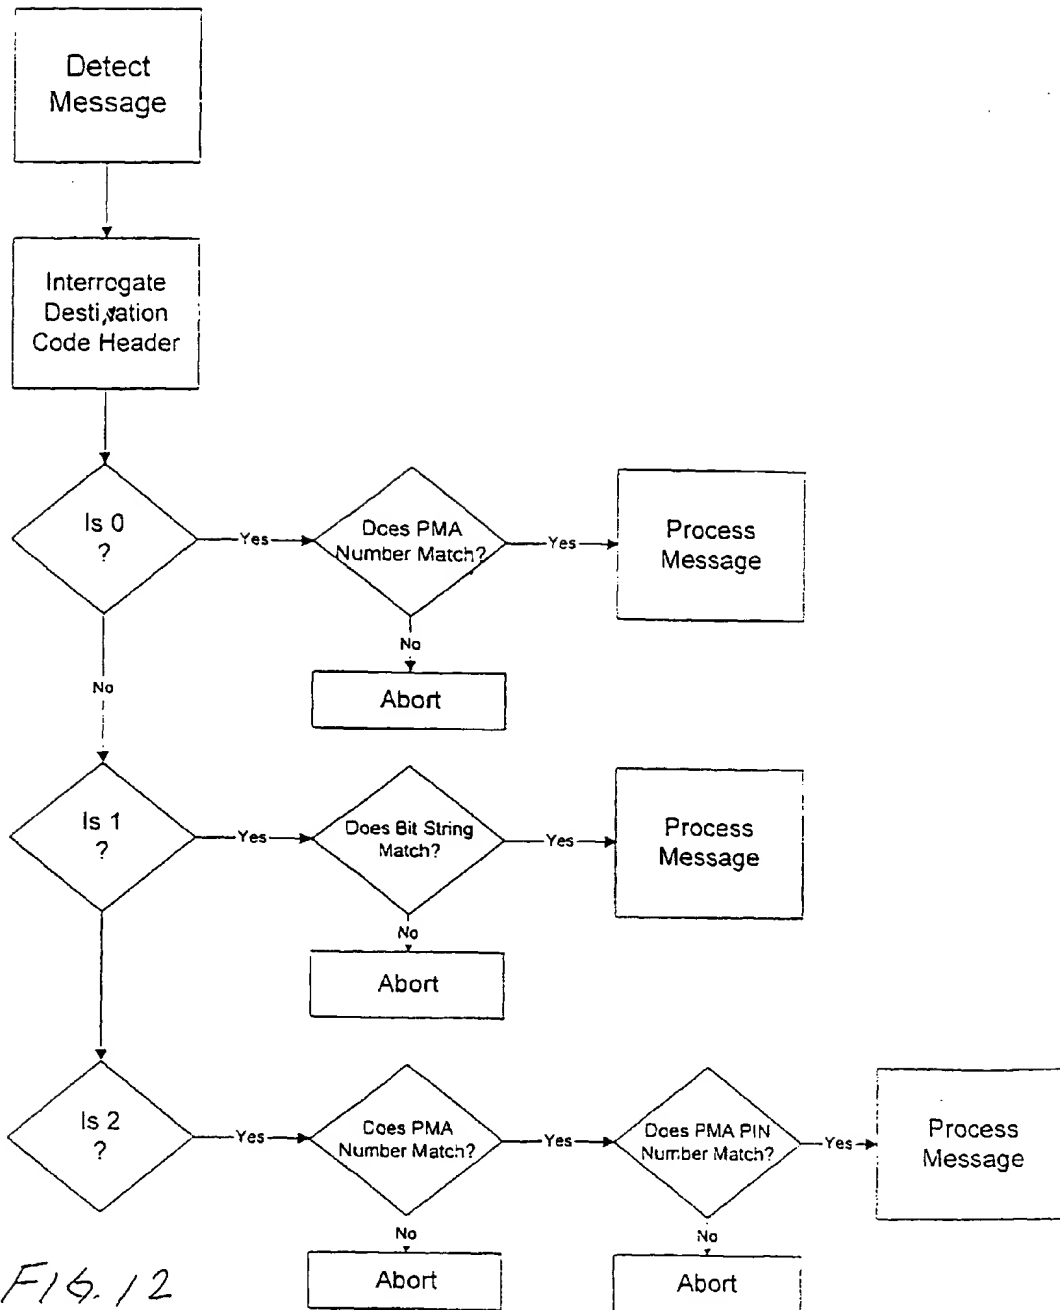 Detect
Message
Interrogate
Destination
Code Header
Is 0
?
Yes
Does PMA
Number Match?
Yes
Process
Message
No
Abort
No
Is 1
?
Yes
Does Bit String
Match?
Yes
Process
Message
No
Abort
Is 2
?
Yes
Does PMA
Number Match?
Yes
Does PMA PIN
Number Match?
Yes
Process
Message
No
Abort
No
Abort
FIG. 12